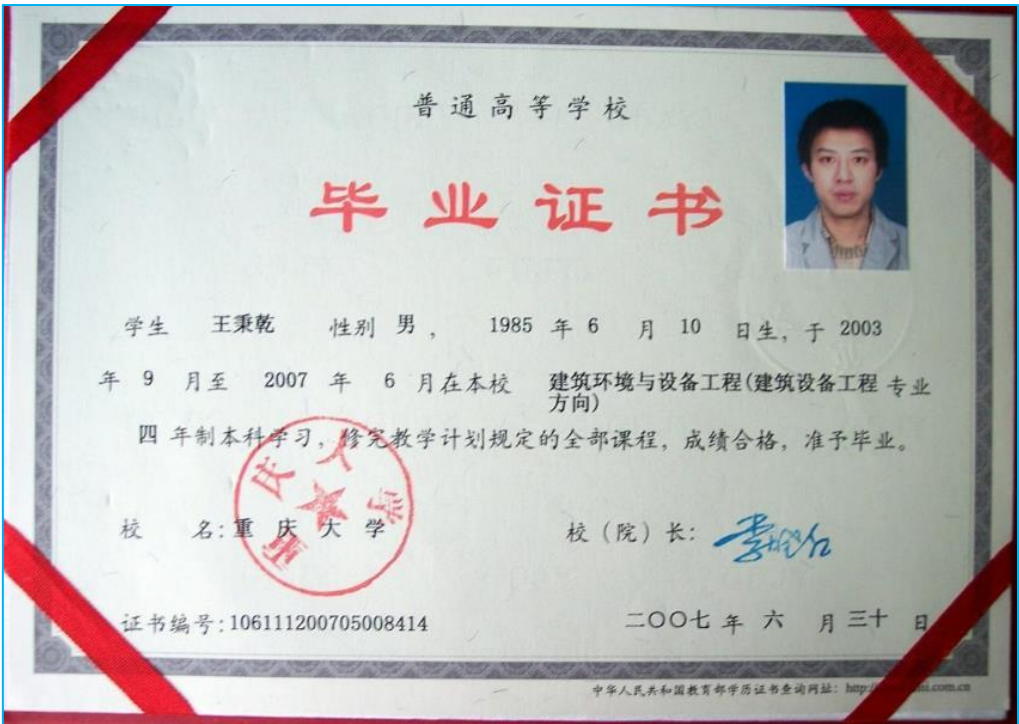 普通高等学校
毕业证书
学生 王秉乾 性别 男 , 1985 年 6 月 10 日生, 于 2003
年 9 月至 2007 年 6 月在本校 建筑环境与设备工程(建筑设备工程 专业
方向)
四 年制本科学习, 修完教学计划规定的全部课程, 成绩合格, 准予毕业。
重庆大学
校 名: 重庆大学 校（院）长:
证书编号: 106111200705008414 二〇〇七 年 六 月 三十 日
中华人民共和国教育部学历证书查询网址: